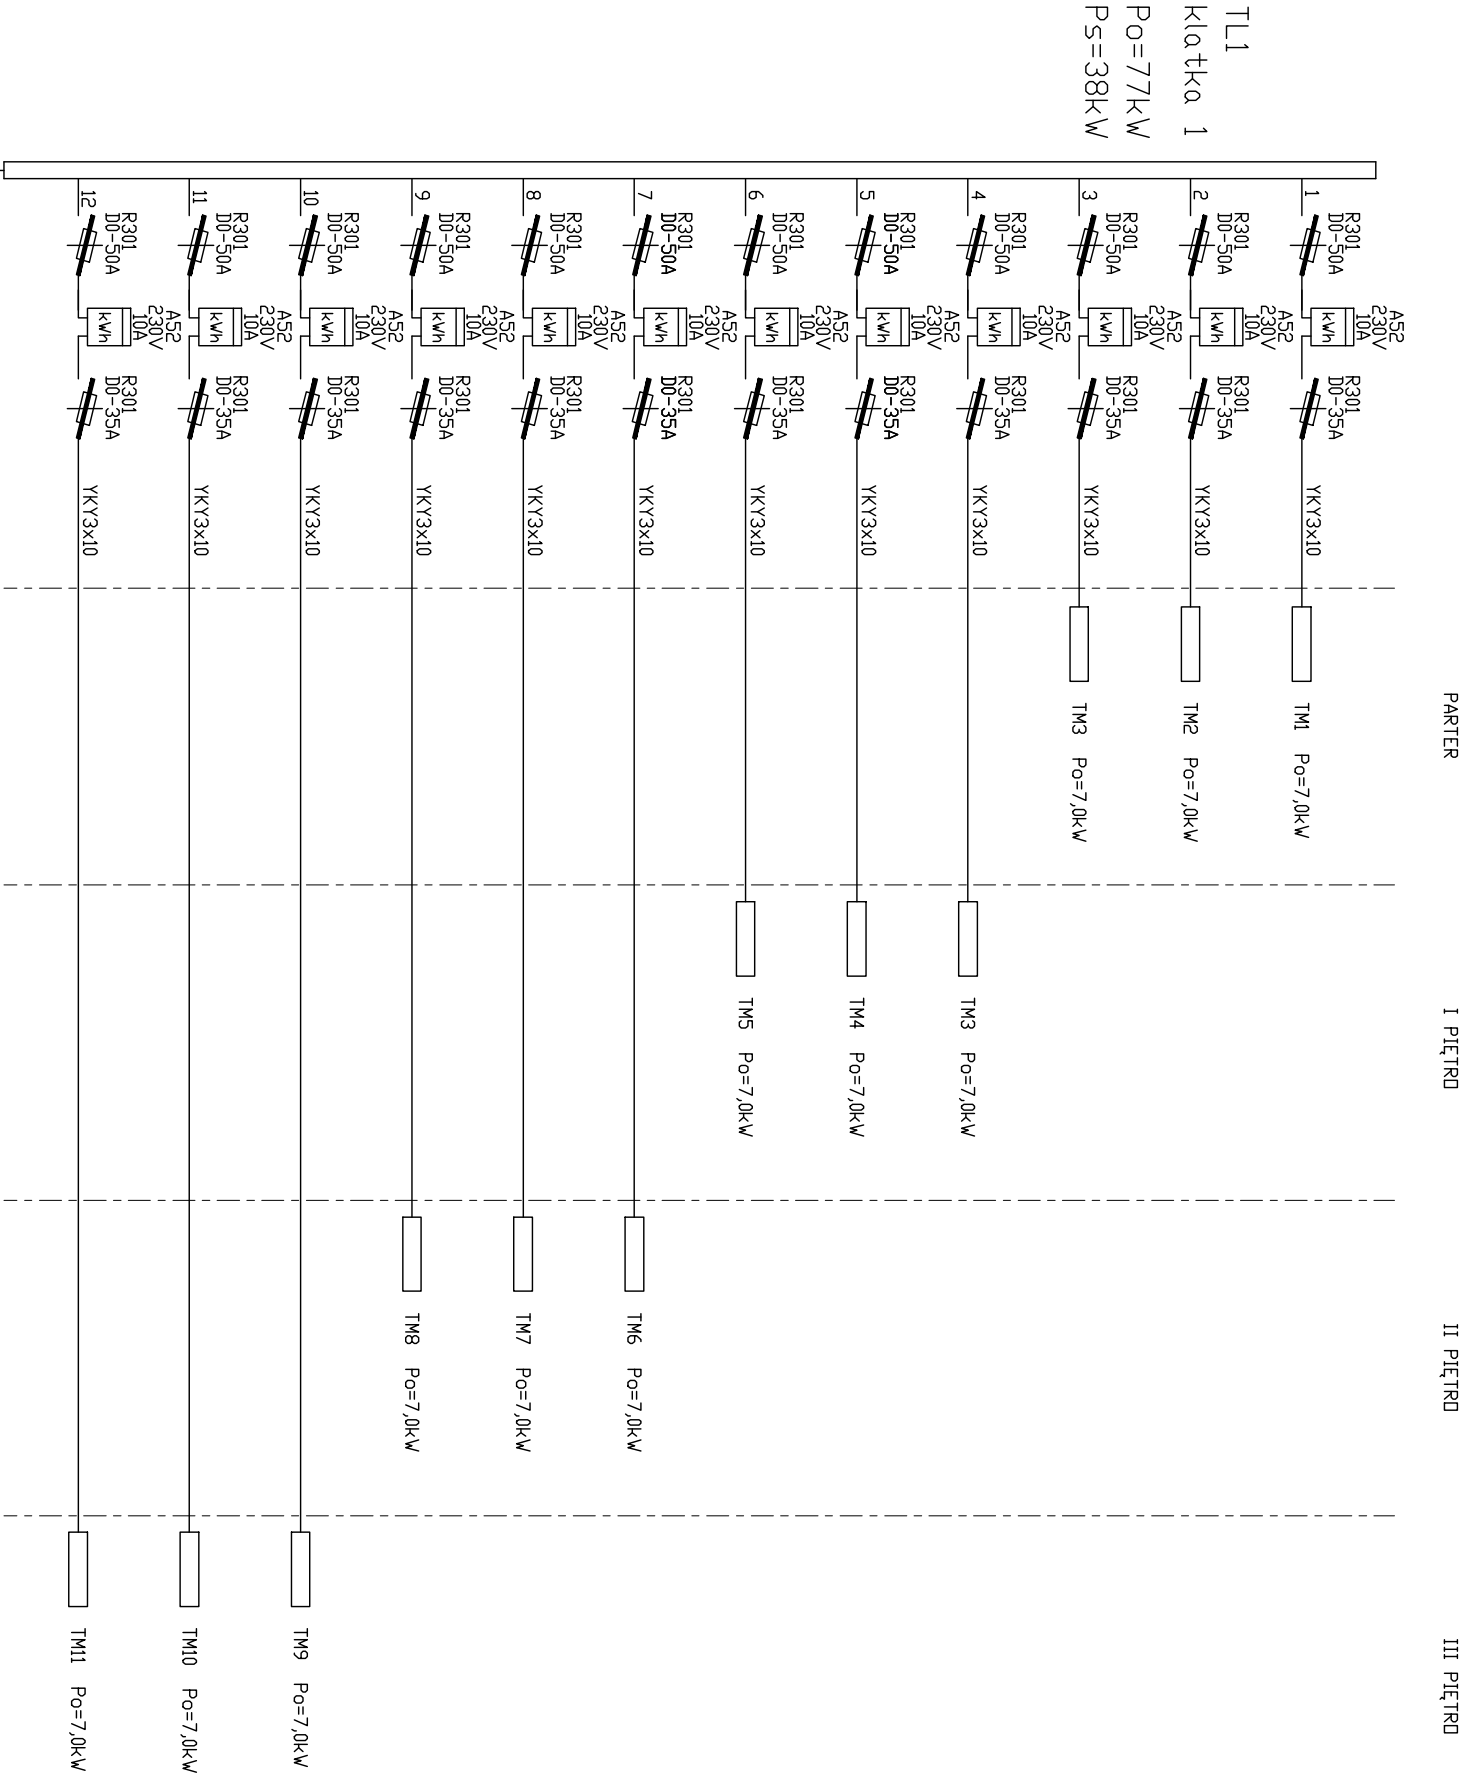 TL1
klatka 1
Po=77kW
Ps=38kW
1
R301
D0-50A
A52
230V
10A
kWh
R301
D0-35A
YKY3x10
TM1 Po=7,0kW
2
R301
D0-50A
A52
230V
10A
kWh
R301
D0-35A
YKY3x10
TM2 Po=7,0kW
3
R301
D0-50A
A52
230V
10A
kWh
R301
D0-35A
YKY3x10
TM3 Po=7,0kW
PARTER
4
R301
D0-50A
A52
230V
10A
kWh
R301
D0-35A
YKY3x10
TM3 Po=7,0kW
5
R301
D0-50A
A52
230V
10A
kWh
R301
D0-35A
YKY3x10
TM4 Po=7,0kW
6
R301
D0-50A
A52
230V
10A
kWh
R301
D0-35A
YKY3x10
TM5 Po=7,0kW
I PIĘTRO
7
R301
D0-50A
A52
230V
10A
kWh
R301
D0-35A
YKY3x10
TM6 Po=7,0kW
8
R301
D0-50A
A52
230V
10A
kWh
R301
D0-35A
YKY3x10
TM7 Po=7,0kW
9
R301
D0-50A
A52
230V
10A
kWh
R301
D0-35A
YKY3x10
TM8 Po=7,0kW
II PIĘTRO
10
R301
D0-50A
A52
230V
10A
kWh
R301
D0-35A
YKY3x10
TM9 Po=7,0kW
11
R301
D0-50A
A52
230V
10A
kWh
R301
D0-35A
YKY3x10
TM10 Po=7,0kW
12
R301
D0-50A
A52
230V
10A
kWh
R301
D0-35A
YKY3x10
TM11 Po=7,0kW
III PIĘTRO